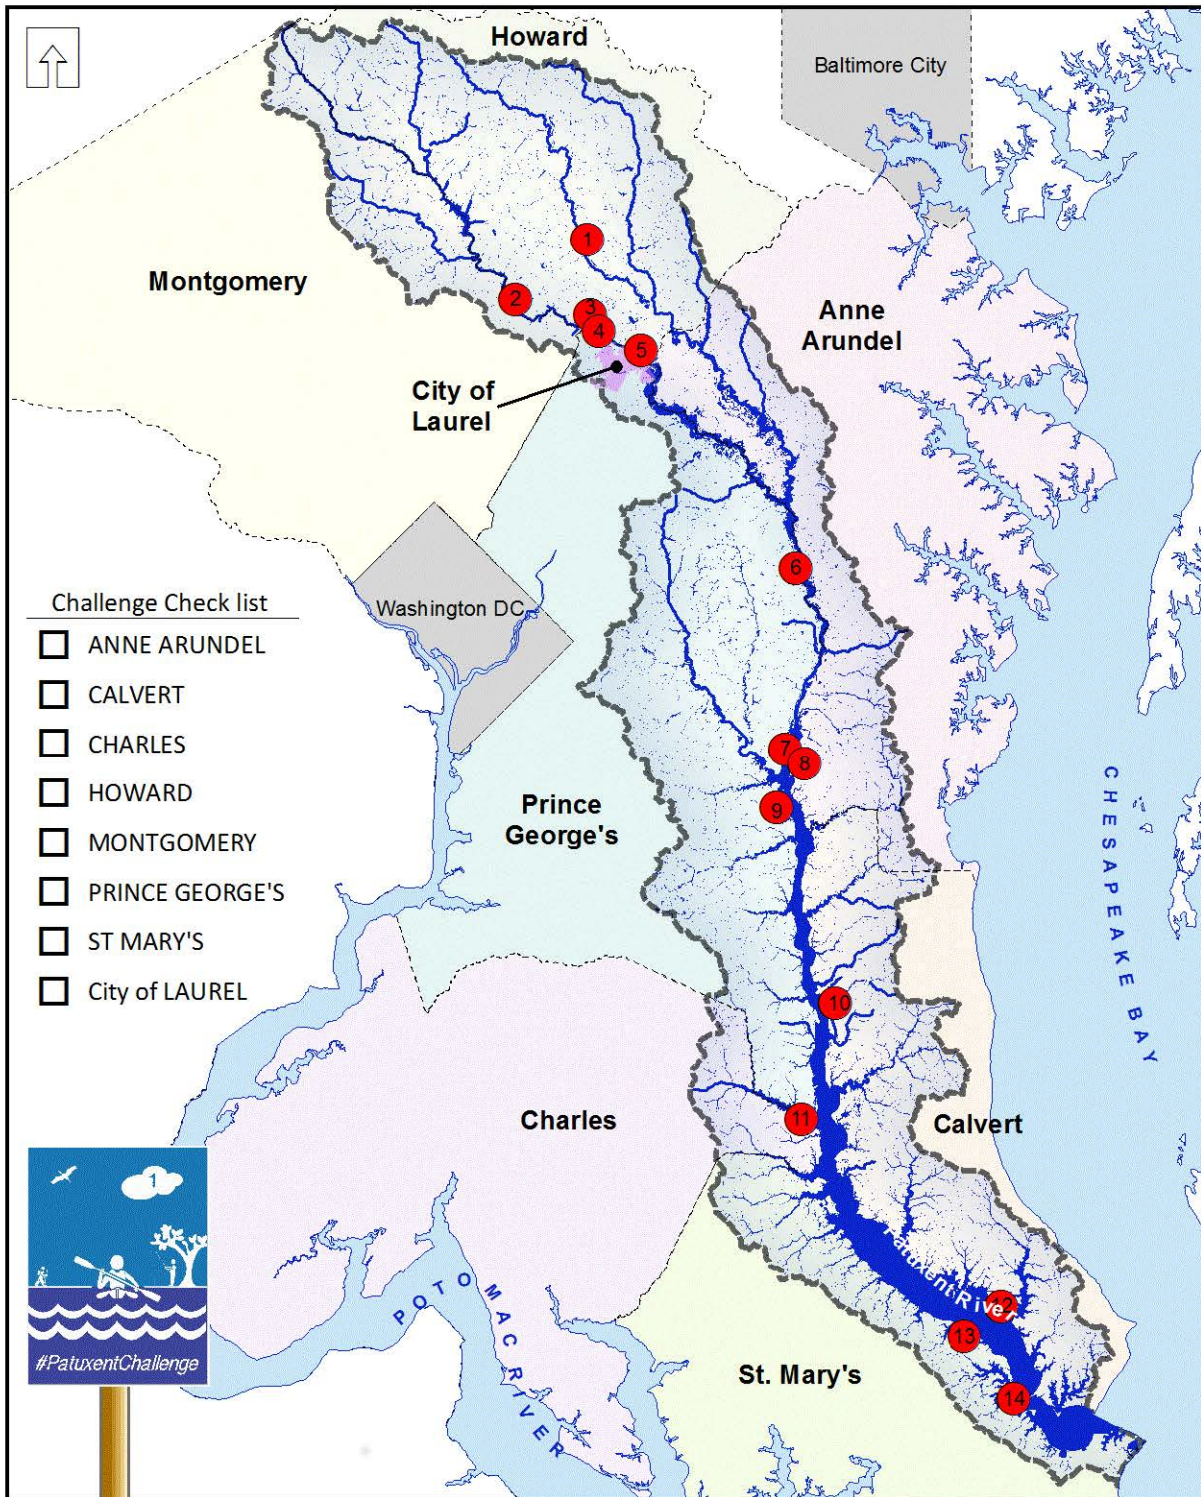 Howard
Baltimore City
1
Montgomery
2
3
4
Anne
Arundel
5
City of
Laurel
6
Washington DC
Challenge Check list
ANNE ARUNDEL
CALVERT
CHARLES
HOWARD
MONTGOMERY
PRINCE GEORGE'S
ST MARY'S
City of LAUREL
7
8
9
Prince
George's
CHESAPEAKE BAY
10
11
Charles
Calvert
1
#PatuxentChallenge
Patuxent River
12
13
POTOMAC RIVER
St. Mary's
14